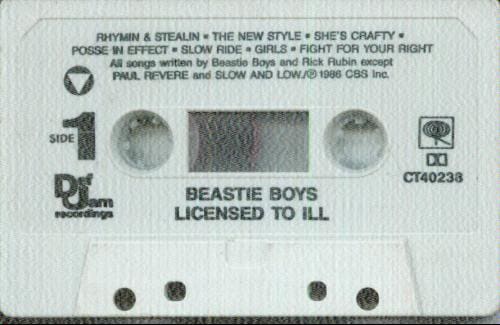 RHYMIN & STEALIN • THE NEW STYLE • SHE'S CRAFTY •
POSSE IN EFFECT • SLOW RIDE • GIRLS • FIGHT FOR YOUR RIGHT
All songs written by Beastie Boys and Rick Rubin except
PAUL REVERE and SLOW AND LOW./℗ 1986 CBS Inc.
SIDE 1
Def
Jam
recordings
CT40238
BEASTIE BOYS
LICENSED TO ILL